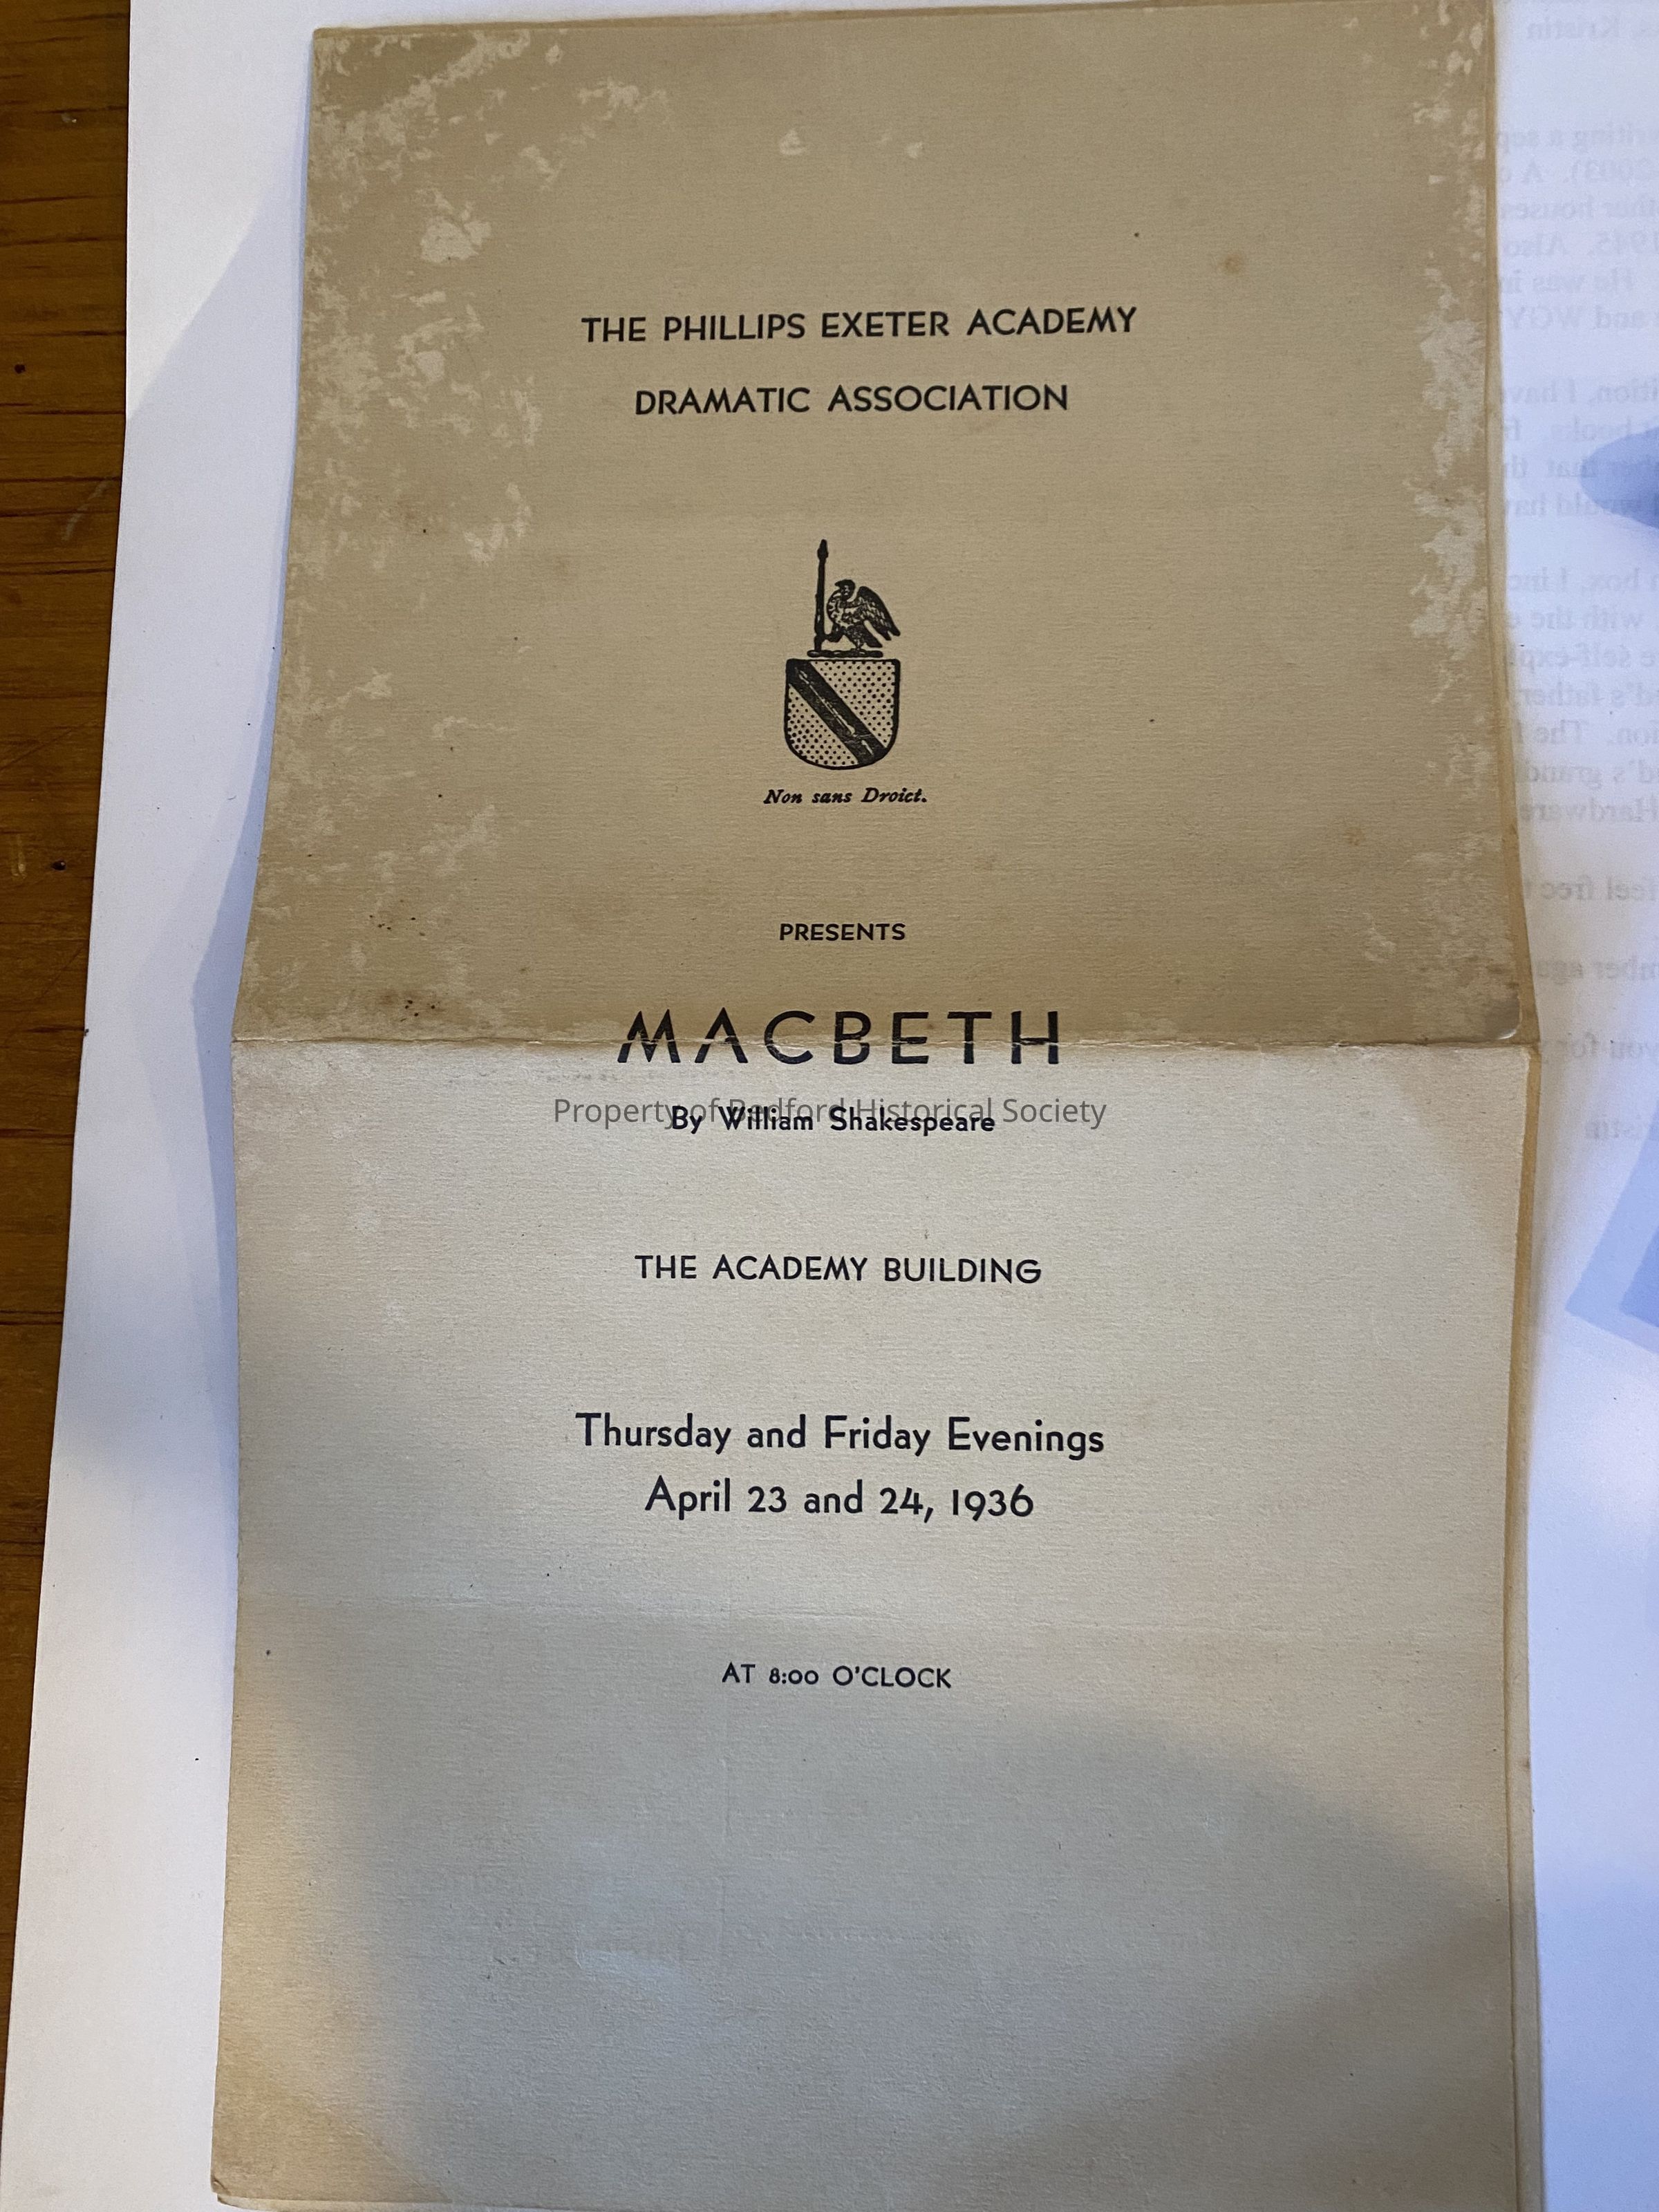 THE PHILLIPS EXETER ACADEMY
DRAMATIC ASSOCIATION
Non sans Droict.
PRESENTS
MACBETH
Property of Bedford Historical Society
By William Shakespeare
THE ACADEMY BUILDING
Thursday and Friday Evenings
April 23 and 24, 1936
AT 8:00 O'CLOCK